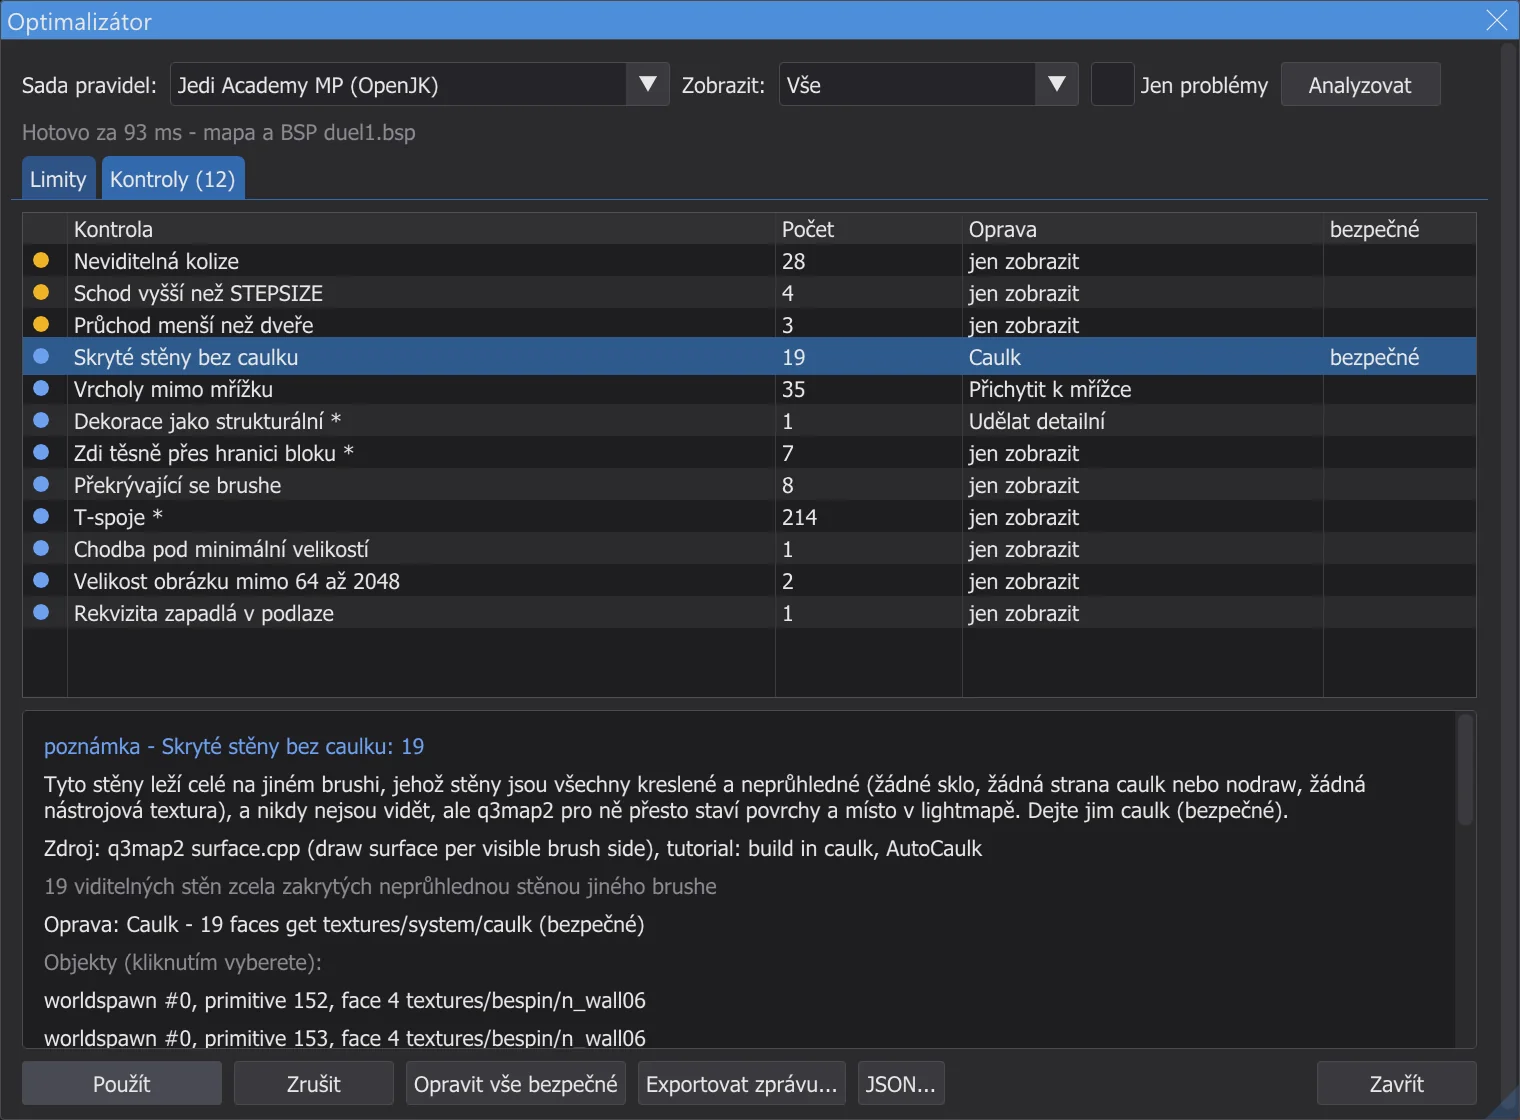 Optimalizátor
Sada pravidel: Jedi Academy MP (OpenJK) Zobrazit: Vše Jen problémy Analyzovat
Hotovo za 93 ms - mapa a BSP duel1.bsp
Limity Kontroly (12)
Kontrola Počet Oprava bezpečné
Neviditelná kolize 28 jen zobrazit
Schod vyšší než STEPSIZE 4 jen zobrazit
Průchod menší než dveře 3 jen zobrazit
Skryté stěny bez caulku 19 Caulk bezpečné
Vrcholy mimo mřížku 35 Přichytit k mřížce
Dekorace jako strukturální * 1 Udělat detailní
Zdi těsně přes hranici bloku * 7 jen zobrazit
Překrývající se brushe 8 jen zobrazit
T-spoje * 214 jen zobrazit
Chodba pod minimální velikostí 1 jen zobrazit
Velikost obrázku mimo 64 až 2048 2 jen zobrazit
Rekvizita zapadlá v podlaze 1 jen zobrazit
poznámka - Skryté stěny bez caulku: 19
Tyto stěny leží celé na jiném brushi, jehož stěny jsou všechny kreslené a neprůhledné (žádné sklo, žádná strana caulk nebo nodraw, žádná
nástrojová textura), a nikdy nejsou vidět, ale q3map2 pro ně přesto staví povrchy a místo v lightmapě. Dejte jim caulk (bezpečné).
Zdroj: q3map2 surface.cpp (draw surface per visible brush side), tutorial: build in caulk, AutoCaulk
19 viditelných stěn zcela zakrytých neprůhlednou stěnou jiného brushe
Oprava: Caulk - 19 faces get textures/system/caulk (bezpečné)
Objekty (kliknutím vyberete):
worldspawn #0, primitive 152, face 4 textures/bespin/n_wall06
worldspawn #0, primitive 153, face 4 textures/bespin/n_wall06
Použít Zrušit Opravit vše bezpečné Exportovat zprávu... JSON... Zavřít